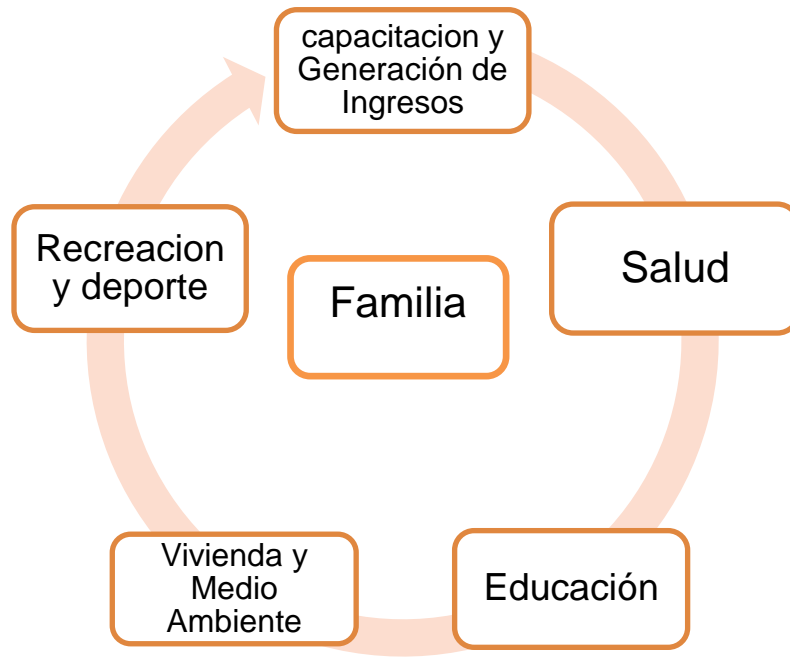 capacitacion y
Generación de
Ingresos
Salud
Educación
Vivienda y
Medio
Ambiente
Recreacion
y deporte
Familia